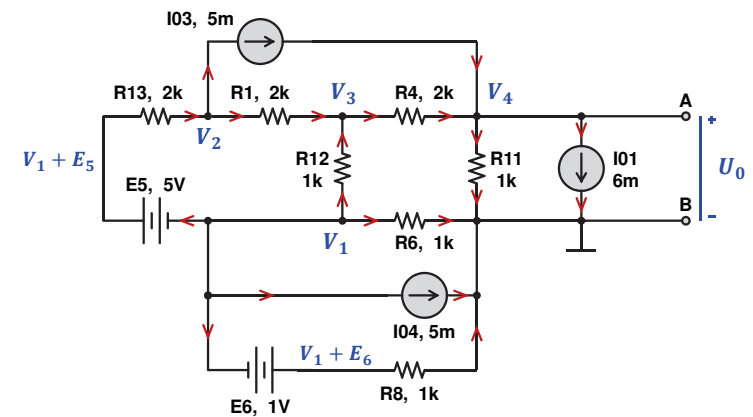 I03, 5m
R13, 2k R1, 2k V₃ R4, 2k V₄
A
+
V₂
V₁ + E₅
R12
1k
R11
1k
I01
6m
U₀
E5, 5V
B
-
V₁
R6, 1k
I04, 5m
V₁ + E₆
R8, 1k
E6, 1V